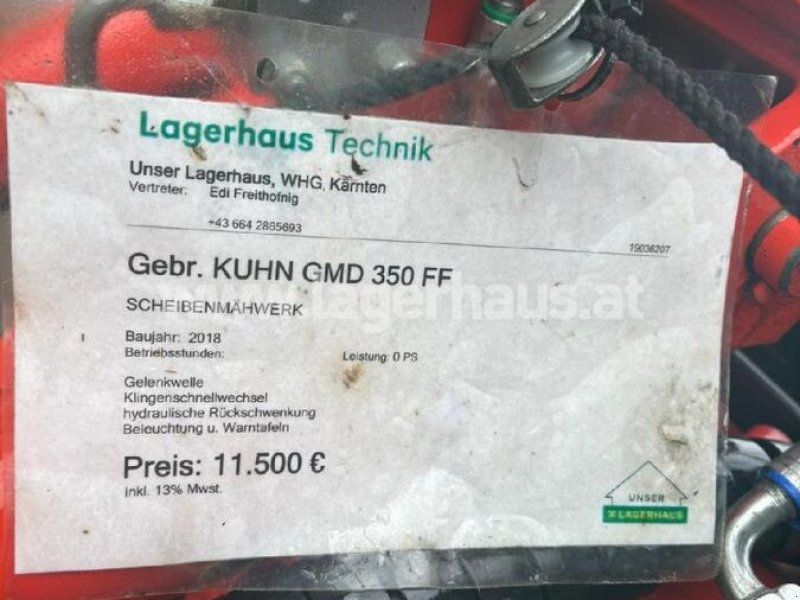 Lagerhaus Technik
Unser Lagerhaus, WHG, Kärnten
Vertreter: Edi Freithofnig
+43 664 2865693
19036207
Gebr. KUHN GMD 350 FF
www.lagerhaus.at
SCHEIBENMÄHWERK
Baujahr: 2018
Betriebsstunden: Leistung: 0 PS
Gelenkwelle
Klingenschnellwechsel
hydraulische Rückschwenkung
Beleuchtung u. Warntafeln
Preis: 11.500 €
inkl. 13% Mwst.
UNSER
LAGERHAUS